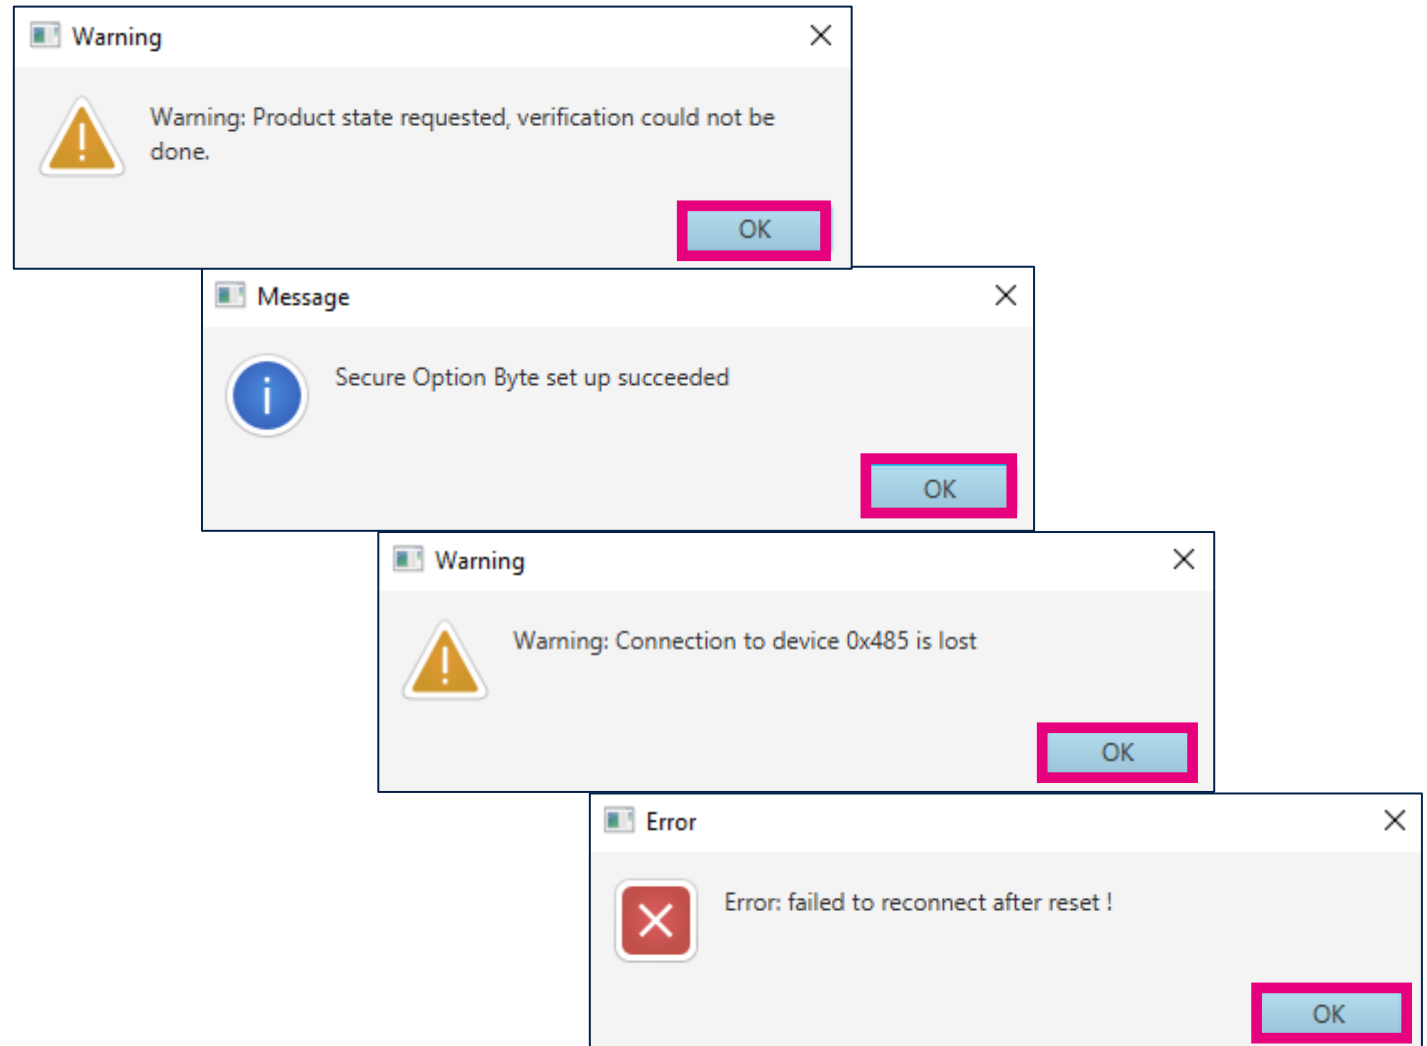 Warning
Warning: Product state requested, verification could not be
done.
OK
Message
Secure Option Byte set up succeeded
OK
Warning
Warning: Connection to device 0x485 is lost
OK
Error
Error: failed to reconnect after reset !
OK